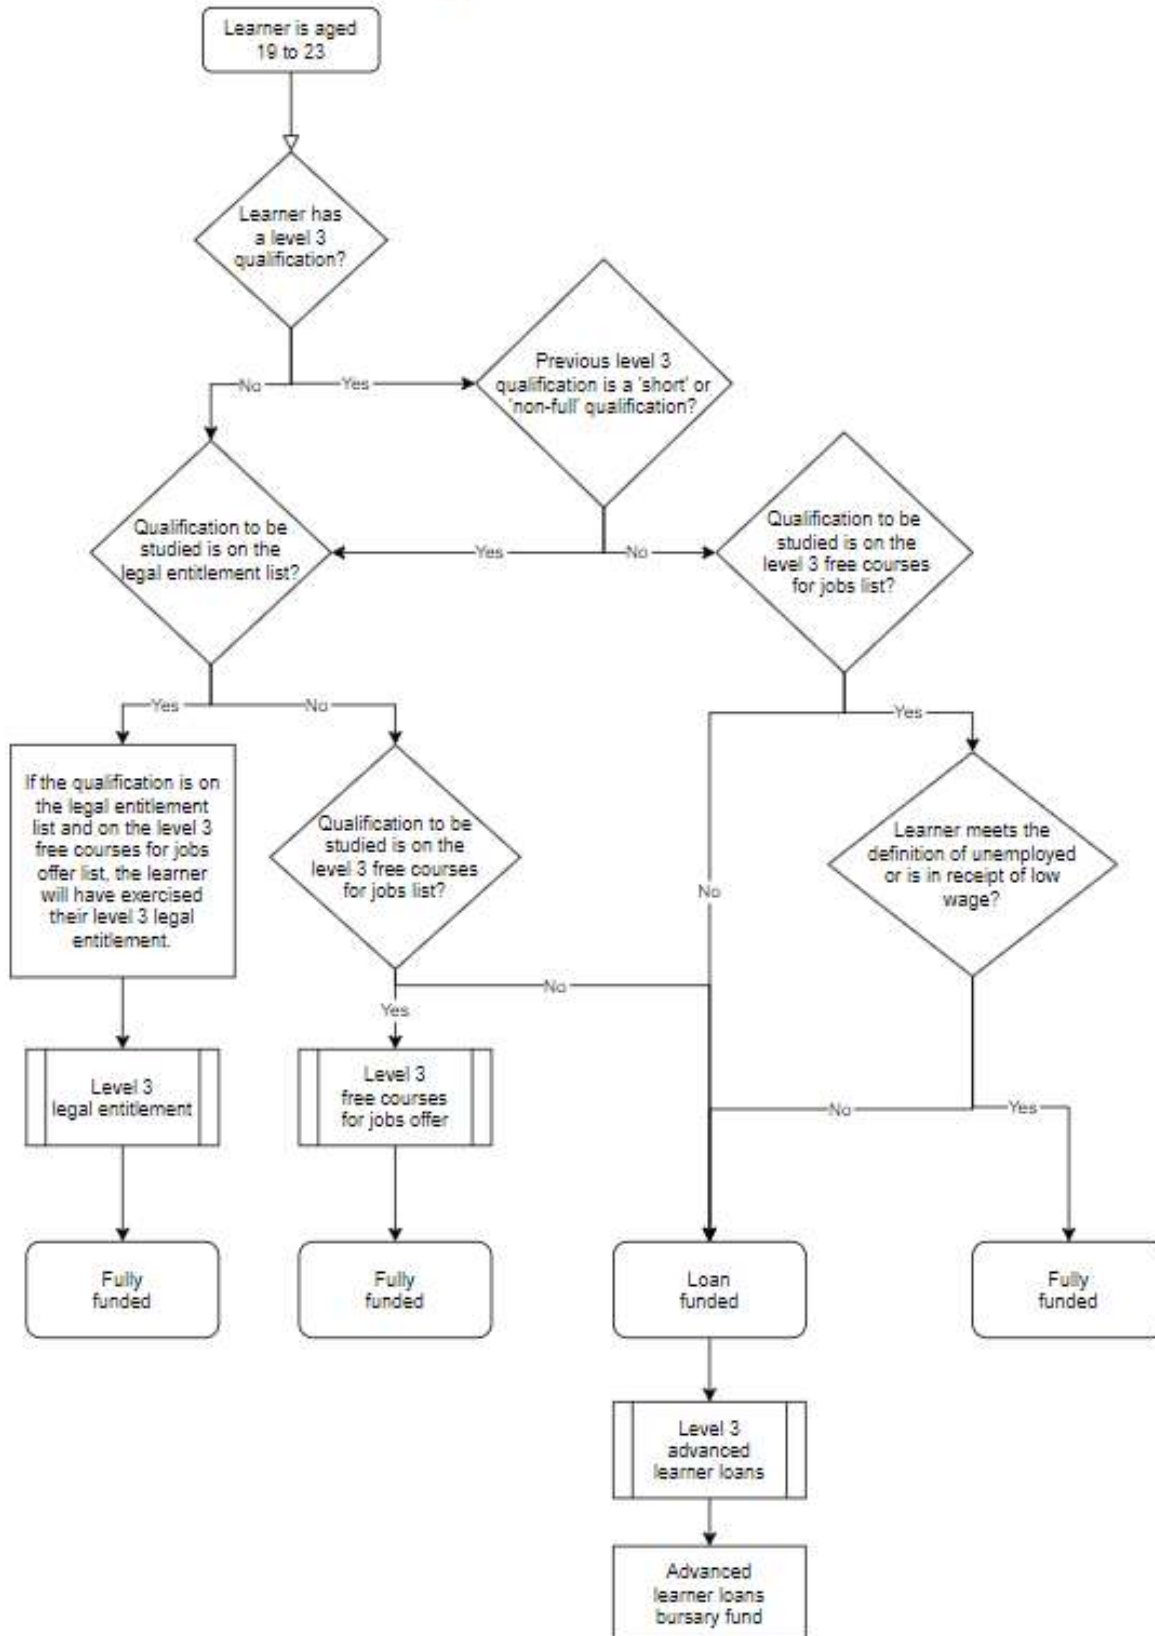 Learner is aged
19 to 23
Learner has
a level 3
qualification?
No
Yes
Previous level 3
qualification is a 'short' or
'non-full' qualification?
Qualification to be
studied is on the
legal entitlement list?
Yes
No
Qualification to be
studied is on the
level 3 free courses
for jobs list?
Yes
No
Yes
If the qualification is on
the legal entitlement
list and on the level 3
free courses for jobs
offer list, the learner
will have exercised
their level 3 legal
entitlement.
Qualification to be
studied is on the
level 3 free courses
for jobs list?
No
Learner meets the
definition of unemployed
or is in receipt of low
wage?
No
Yes
Level 3
legal entitlement
Level 3
free courses
for jobs offer
No
Yes
Fully
funded
Fully
funded
Loan
funded
Fully
funded
Level 3
advanced
learner loans
Advanced
learner loans
bursary fund